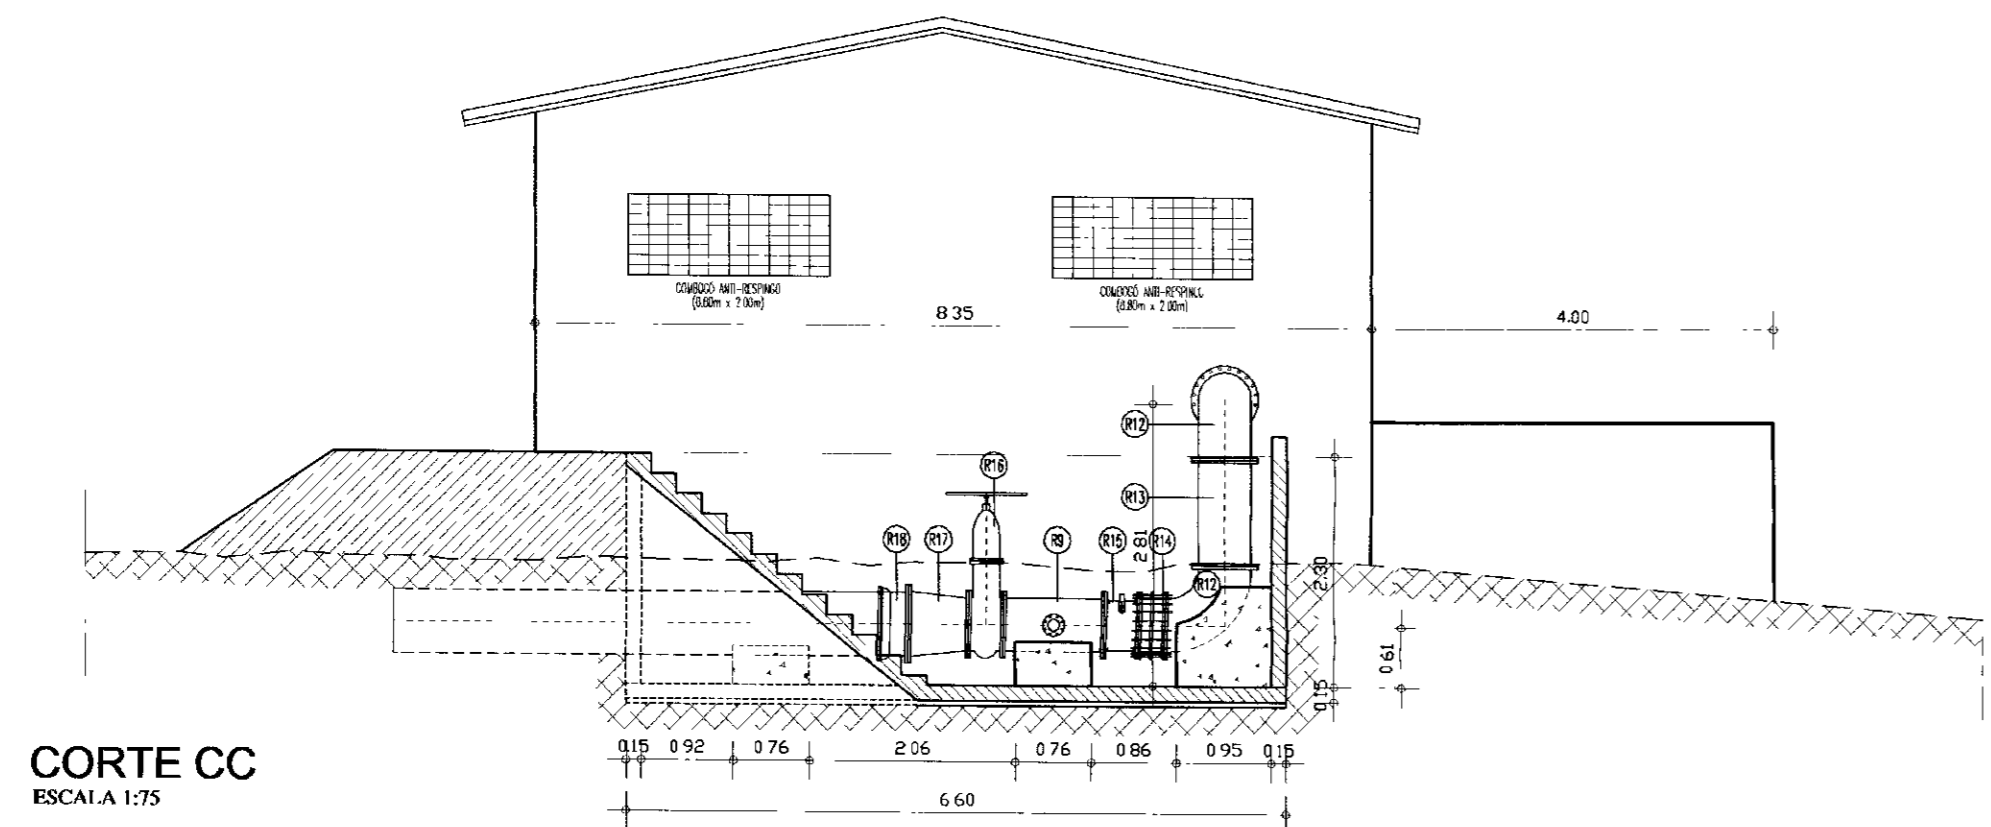 COMBOGÓ ANTI-RESPINGO
(0.80m x 2.00m)
COMBOGÓ ANTI-RESPINGO
(0.80m x 2.00m)
8 35
4.00
R12
R16
R13
R18
R17
R9
R15
R14
2 81
R12
2.30
0 61
0.15
0.15
0 92
0 76
2 06
0 76
0 86
0 95
0.15
6 60
CORTE CC
ESCALA 1:75